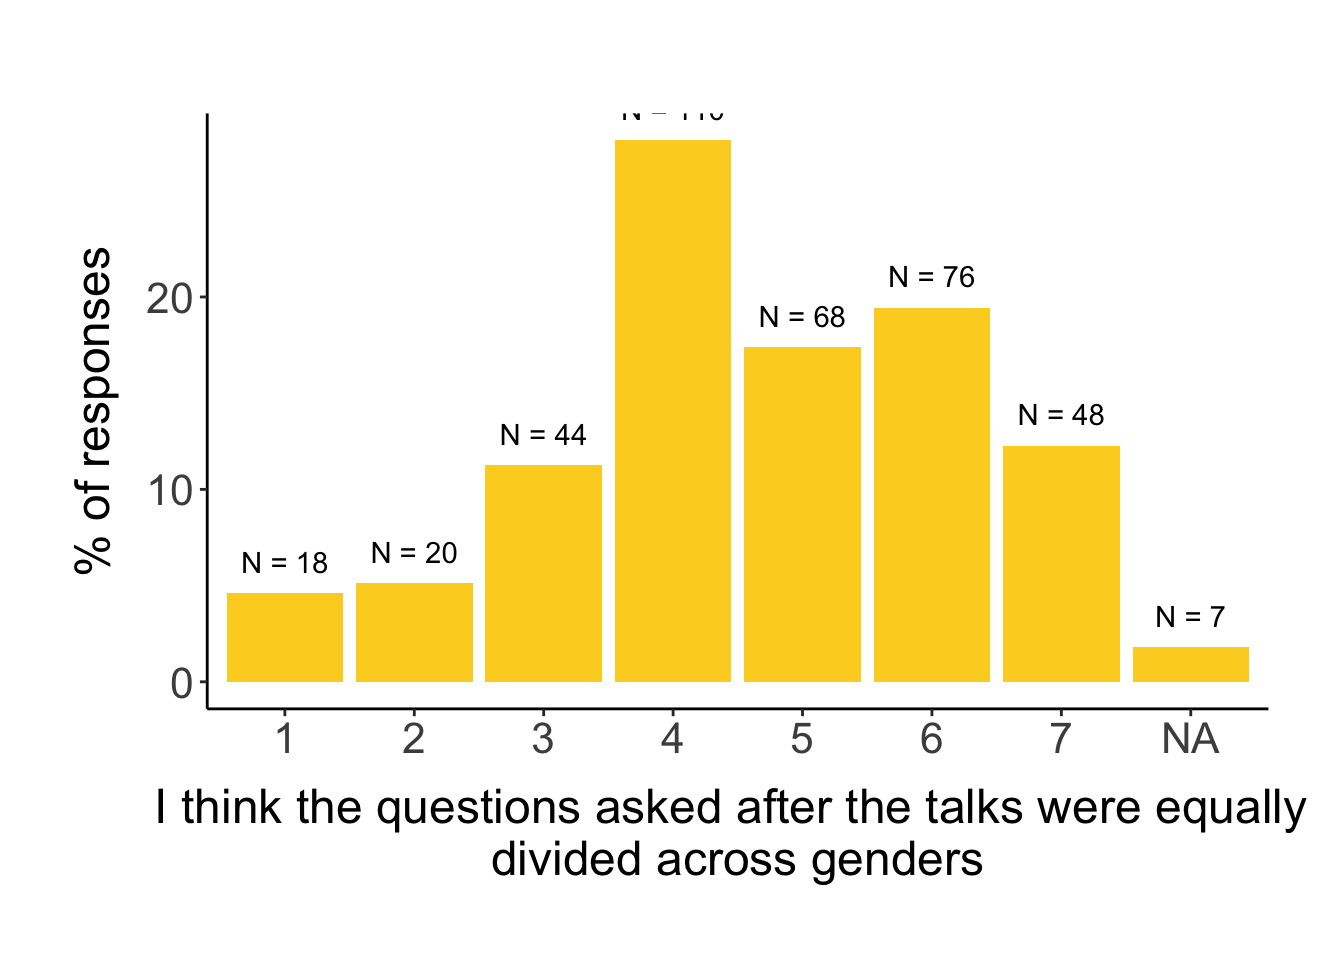 N =
N = 76
N = 68
N = 48
N = 44
N = 20
N = 18
N = 7
% of responses
20
10
0
1 2 3 4 5 6 7 NA
I think the questions asked after the talks were equally
divided across genders